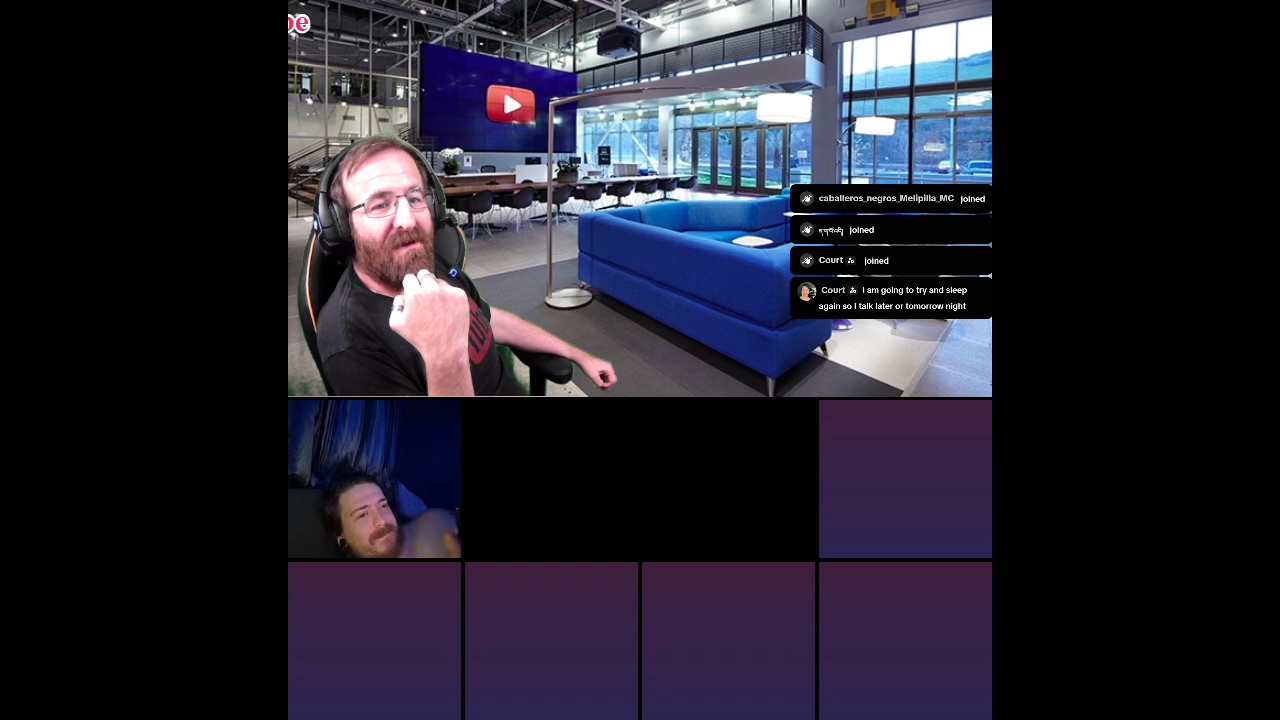 be
caballeros_negros_Melipilla_MC joined
joined
Court joined
Court I am going to try and sleep
again so I talk later or tomorrow night